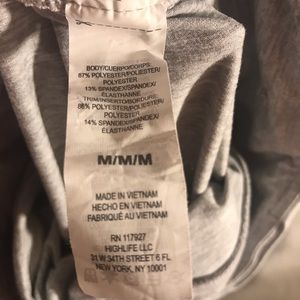 BODY/CUERPO/CORPS
87% POLYESTER/POLIESTER/
POLYESTER
13% SPANDEX/SPANDEX/
ÉLASTHANNE
TRIM/INSERTO/BORDURE
86% POLYESTER/POLIESTER/
POLYESTER
14% SPANDEX/SPANDEX/
ÉLASTHANNE
M/M/M
MADE IN VIETNAM
HECHO EN VIETNAM
FABRIQUÉ AU VIETNAM
RN 117927
HIGHLIFE LLC
31 W 34TH STREET 6 FL
NEW YORK, NY 10001